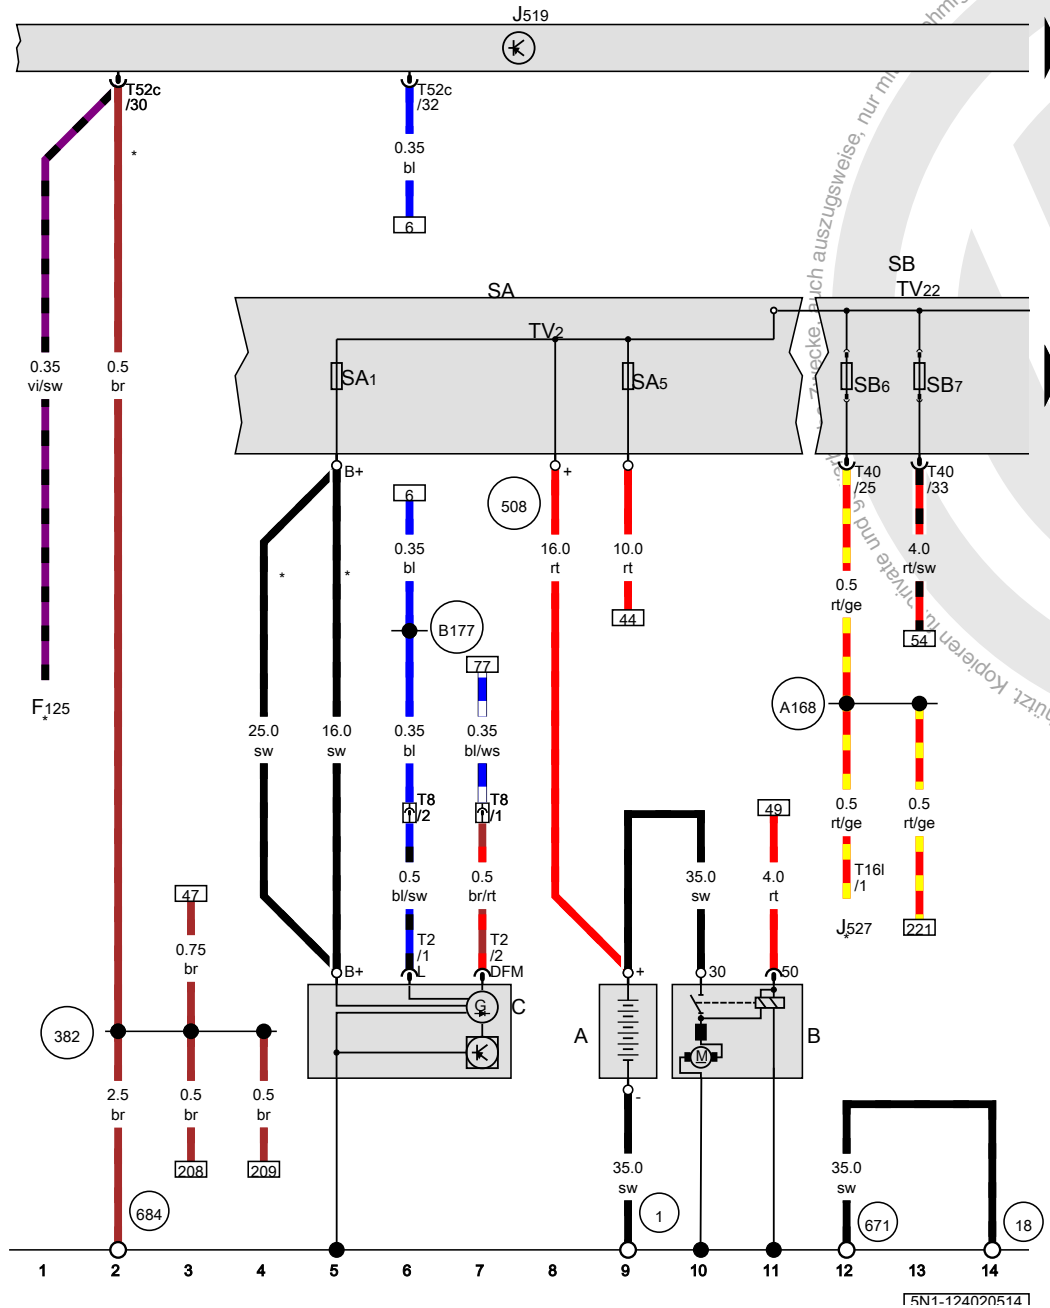 J519
T52c
/30
*
T52c
/32
0.35
bl
6
SA
SB
TV22
TV2
SA1
SA5
SB6
SB7
0.35
vi/sw
0.5
br
B+
6
508
+
T40
/25
T40
/33
0.35
bl
16.0
rt
10.0
rt
4.0
rt/sw
*
*
0.5
rt/ge
44
B177
54
77
F125
*
A168
25.0
sw
16.0
sw
0.35
bl
0.35
bl/ws
T8
/2
T8
/1
49
0.5
rt/ge
0.5
rt/ge
47
0.5
bl/sw
0.5
br/rt
35.0
sw
4.0
rt
T16l
/1
J527
*
221
0.75
br
T2
/1
T2
/2
B+
L
DFM
+
30
50
G
C
382
A
B
M
2.5
br
0.5
br
0.5
br
-
208
209
35.0
sw
35.0
sw
684
1
671
18
1
2
3
4
5
6
7
8
9
10
11
12
13
14
5N1-124020514